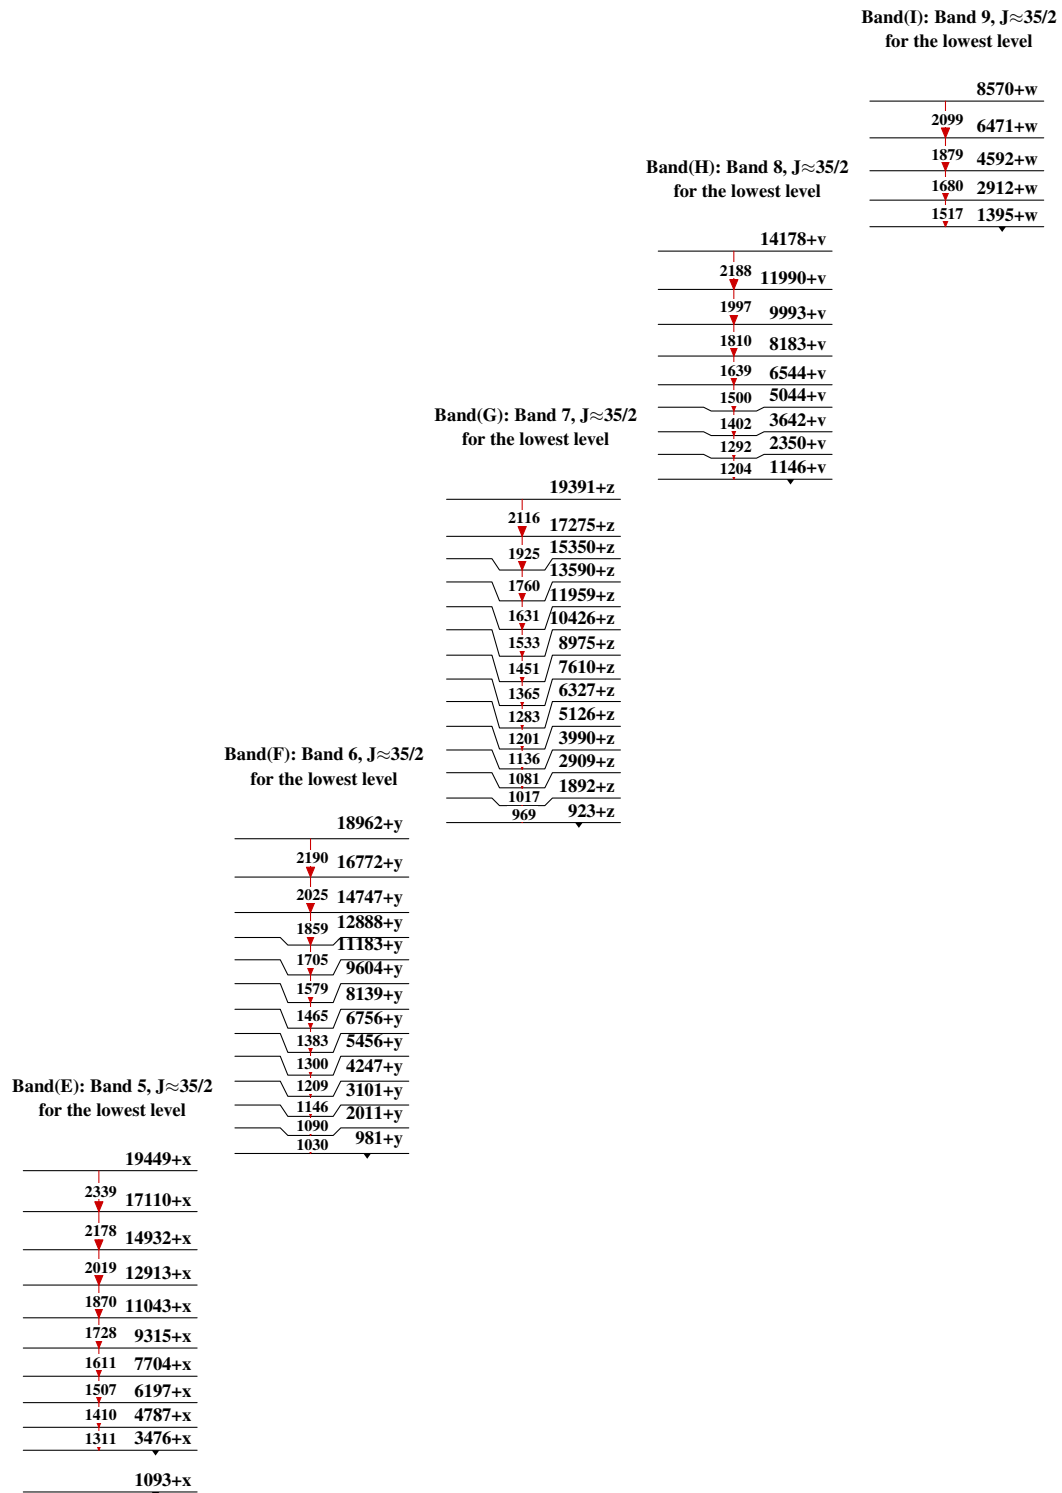 Band(I): Band 9, J≈35/2
for the lowest level
8570+w
2099
6471+w
1879
4592+w
1680
2912+w
1517
1395+w
Band(H): Band 8, J≈35/2
for the lowest level
14178+v
2188
11990+v
1997
9993+v
1810
8183+v
1639
6544+v
1500
5044+v
1402
3642+v
1292
2350+v
1204
1146+v
Band(G): Band 7, J≈35/2
for the lowest level
19391+z
2116
17275+z
1925
15350+z
13590+z
1760
11959+z
1631
10426+z
1533
8975+z
1451
7610+z
1365
6327+z
1283
5126+z
1201
3990+z
1136
2909+z
1081
1892+z
1017
969
923+z
Band(F): Band 6, J≈35/2
for the lowest level
18962+y
2190
16772+y
2025
14747+y
1859
12888+y
11183+y
1705
9604+y
1579
8139+y
1465
6756+y
1383
5456+y
1300
4247+y
1209
3101+y
1146
2011+y
1090
981+y
1030
Band(E): Band 5, J≈35/2
for the lowest level
19449+x
2339
17110+x
2178
14932+x
2019
12913+x
1870
11043+x
1728
9315+x
1611
7704+x
1507
6197+x
1410
4787+x
1311
3476+x
1093+x